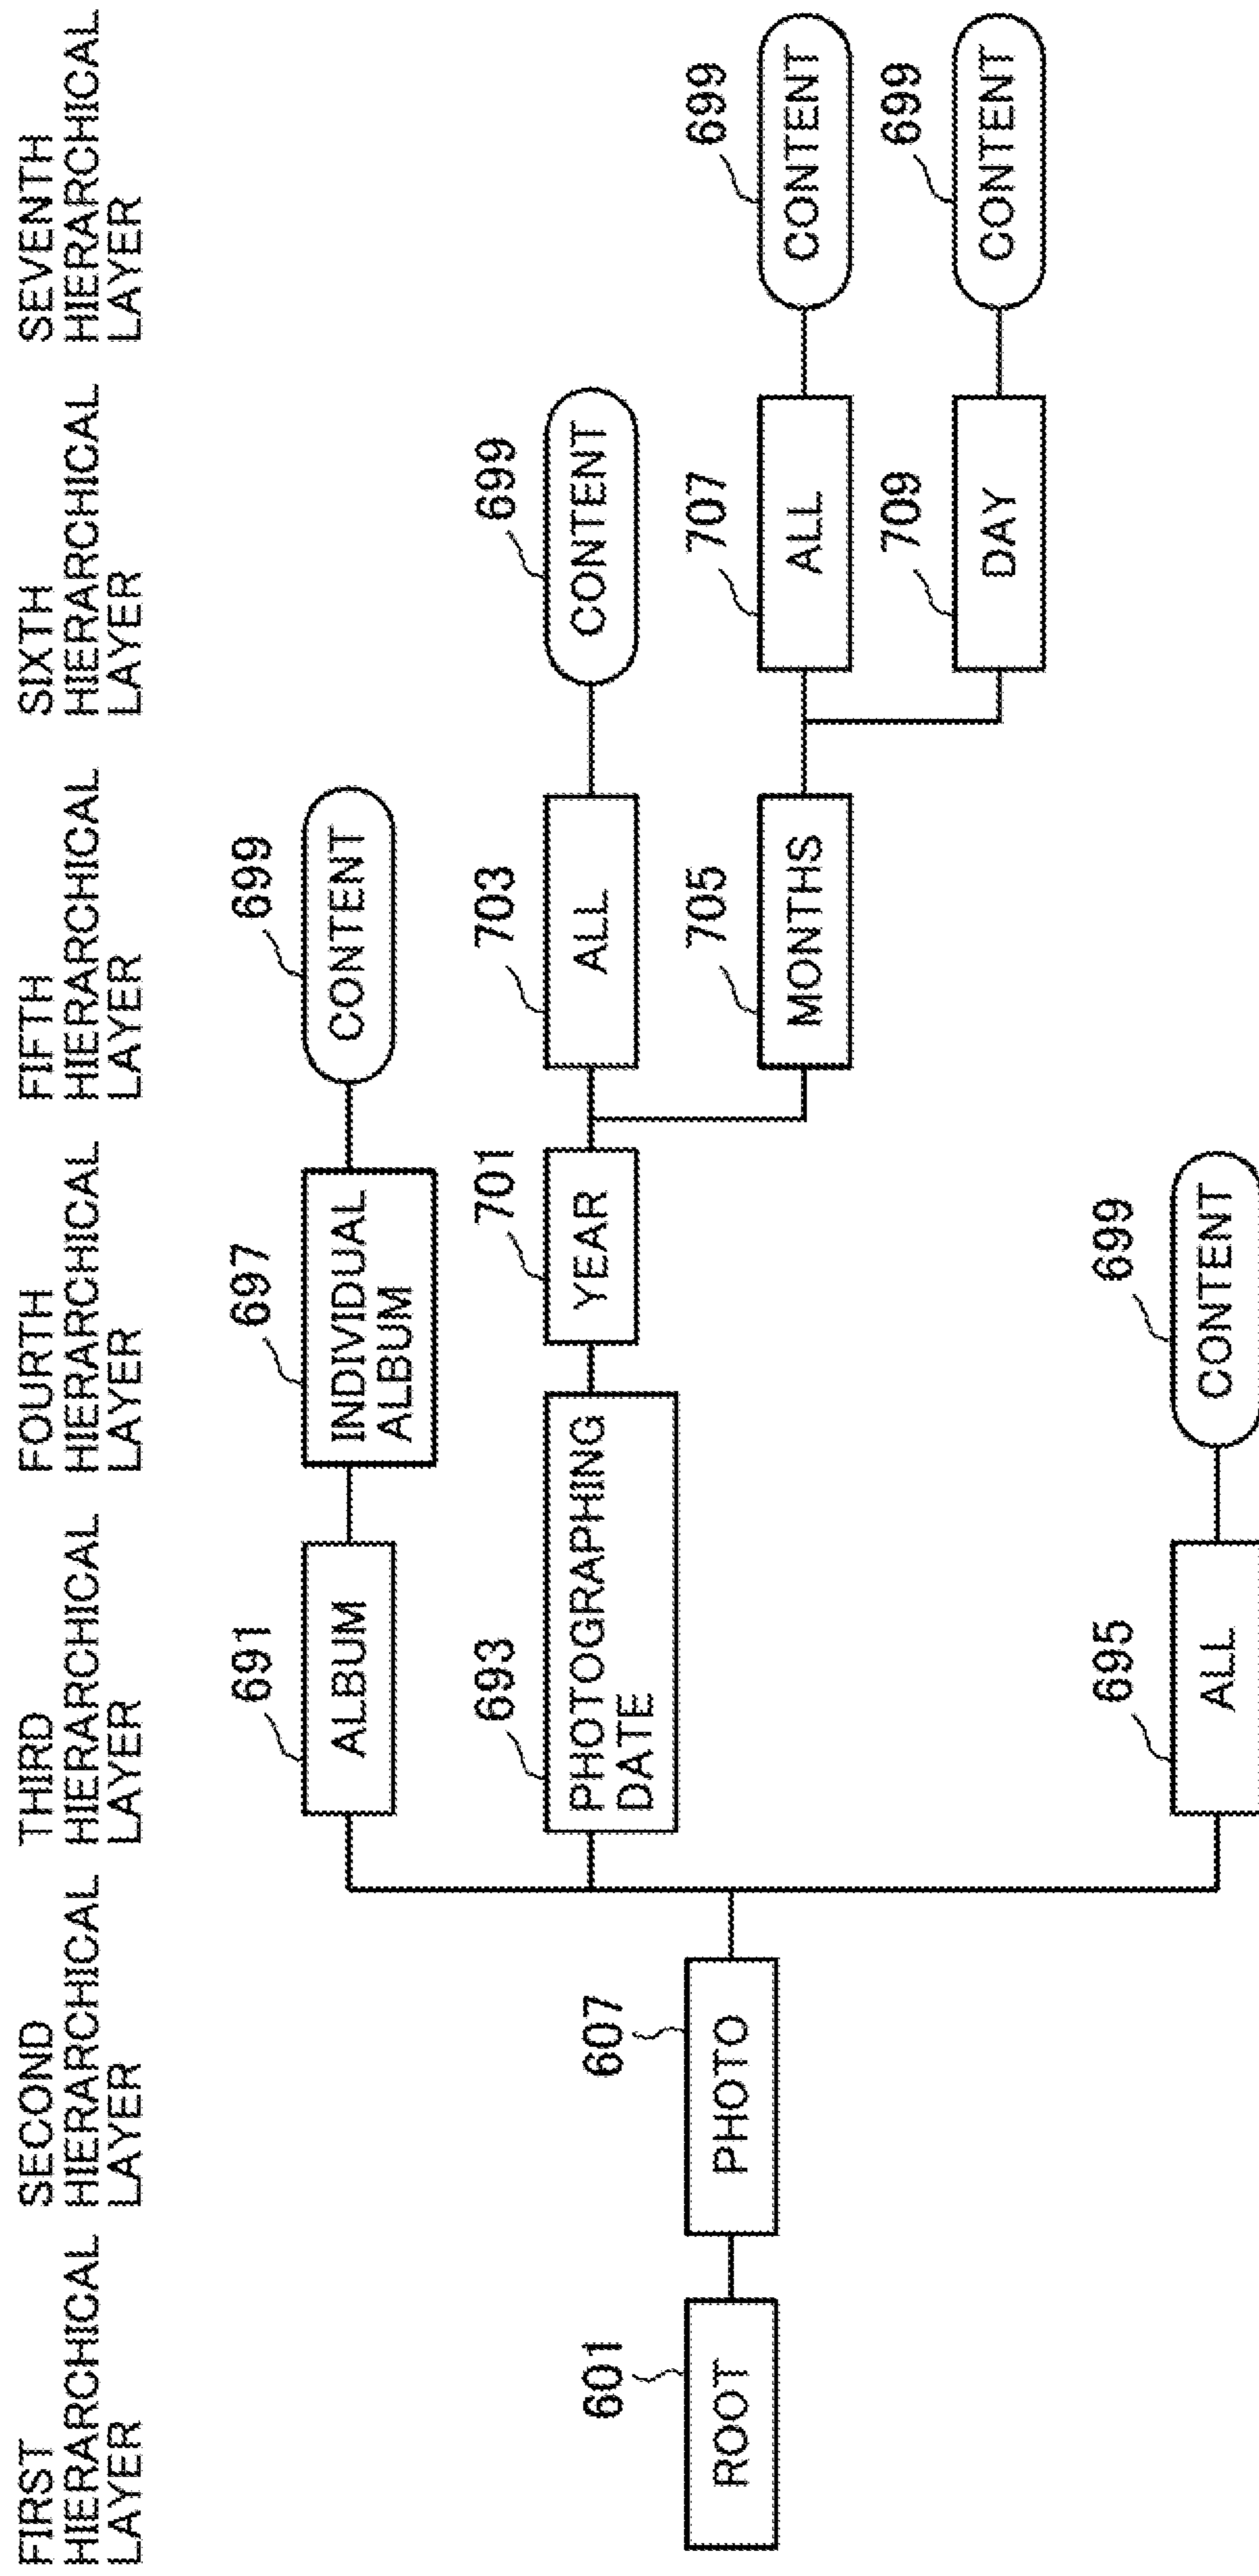 FIRST
HIERARCHICAL
LAYER
SECOND
HIERARCHICAL
LAYER
THIRD
HIERARCHICAL
LAYER
FOURTH
HIERARCHICAL
LAYER
FIFTH
HIERARCHICAL
LAYER
SIXTH
HIERARCHICAL
LAYER
SEVENTH
HIERARCHICAL
LAYER
691
ALBUM
697
INDIVIDUAL
ALBUM
699
CONTENT
693
PHOTOGRAPHING
DATE
701
YEAR
703
ALL
699
CONTENT
601
ROOT
607
PHOTO
705
MONTHS
707
ALL
699
CONTENT
709
DAY
699
CONTENT
695
ALL
699
CONTENT